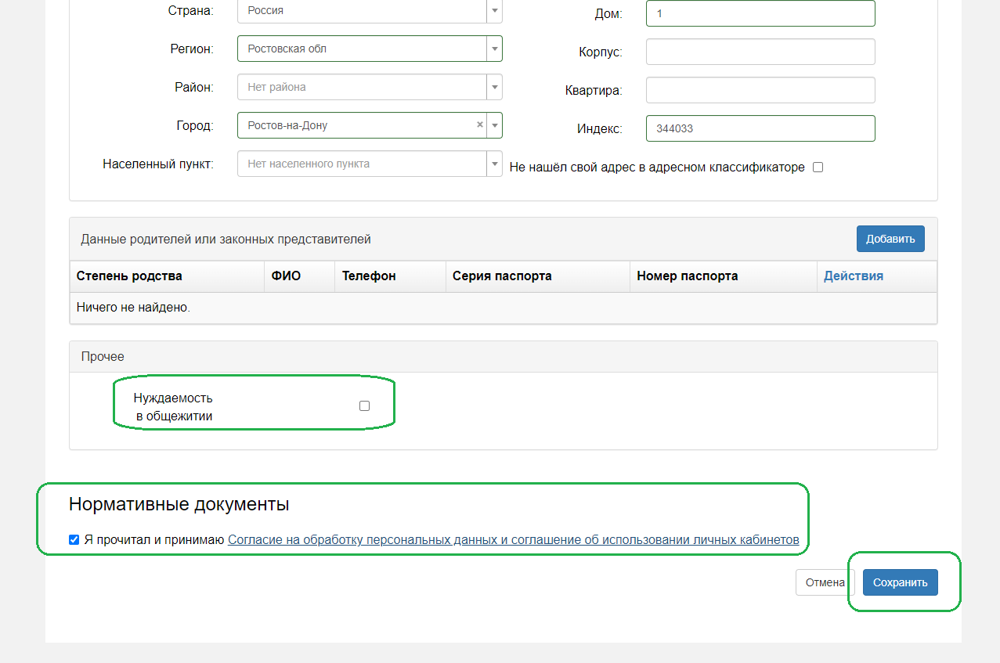 Страна: Россия
Дом: 1
Регион: Ростовская обл
Корпус:
Район: Нет района
Квартира:
Город: Ростов-на-Дону ×
Индекс: 344033
Населенный пункт: Нет населенного пункта
Не нашёл свой адрес в адресном классификаторе
Данные родителей или законных представителей
Добавить
Степень родства ФИО Телефон Серия паспорта Номер паспорта Действия
Ничего не найдено.
Прочее
Нуждаемость
в общежитии
Нормативные документы
Я прочитал и принимаю Согласие на обработку персональных данных и соглашение об использовании личных кабинетов
Отмена Сохранить